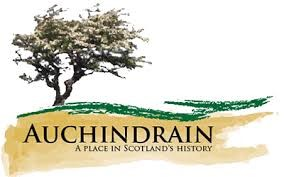 AUCHINDRAIN
A PLACE IN SCOTLAND'S HISTORY